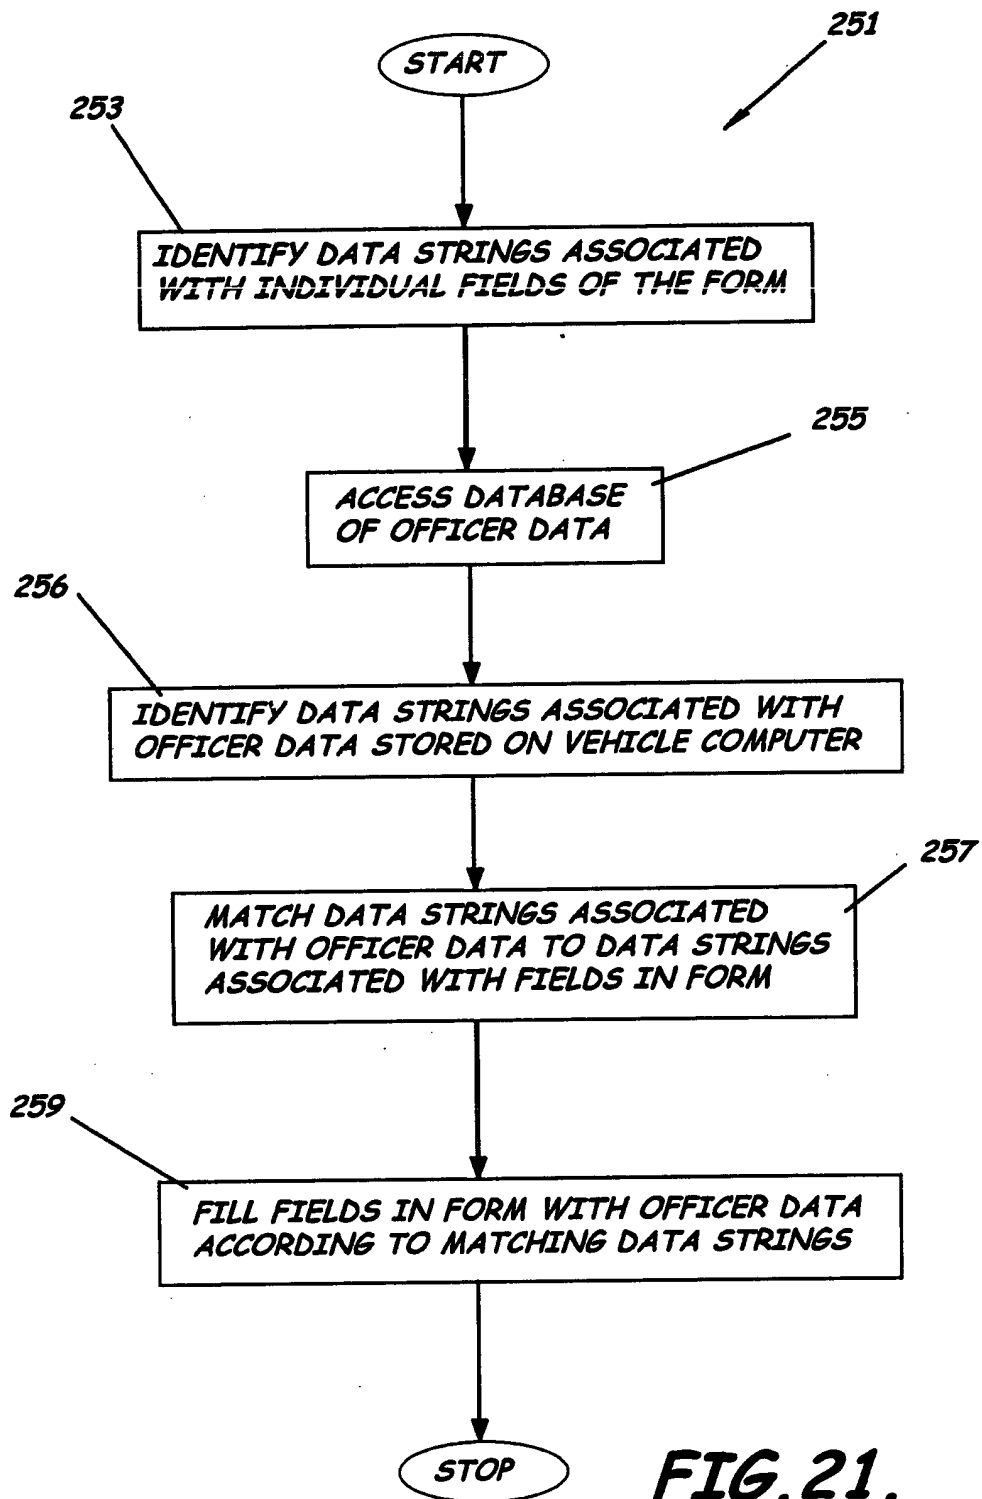 251
START
253
IDENTIFY DATA STRINGS ASSOCIATED
WITH INDIVIDUAL FIELDS OF THE FORM
255
ACCESS DATABASE
OF OFFICER DATA
256
IDENTIFY DATA STRINGS ASSOCIATED WITH
OFFICER DATA STORED ON VEHICLE COMPUTER
257
MATCH DATA STRINGS ASSOCIATED
WITH OFFICER DATA TO DATA STRINGS
ASSOCIATED WITH FIELDS IN FORM
259
FILL FIELDS IN FORM WITH OFFICER DATA
ACCORDING TO MATCHING DATA STRINGS
STOP
FIG.21.